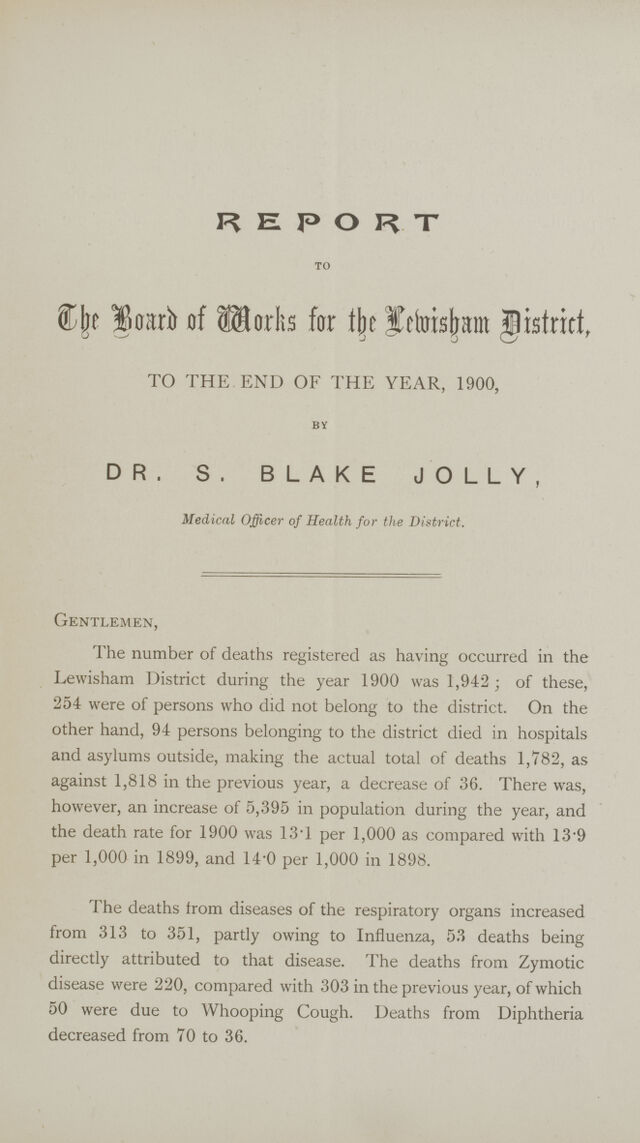 REPORT
TO
The Board of Works for the Lewisham District,
TO THE END OF THE YEAR, 1900,
BY
DR. S. BLAKE JOLLY,
Medical Officer of Health for the District.
GENTLEMEN,
The number of deaths registered as having occurred in the
Lewisham District during the year 1900 was 1,942 ; of these,
254 were of persons who did not belong to the district. On the
other hand, 94 persons belonging to the district died in hospitals
and asylums outside, making the actual total of deaths 1,782, as
against 1,818 in the previous year, a decrease of 36. There was,
however, an increase of 5,395 in population during the year, and
the death rate for 1900 was 13·1 per 1,000 as compared with 13·9
per 1,000 in 1899, and 14·0 per 1,000 in 1898.
The deaths from diseases of the respiratory organs increased
from 313 to 351, partly owing to Influenza, 53 deaths being
directly attributed to that disease. The deaths from Zymotic
disease were 220, compared with 303 in the previous year, of which
50 were due to Whooping Cough. Deaths from Diphtheria
decreased from 70 to 36.